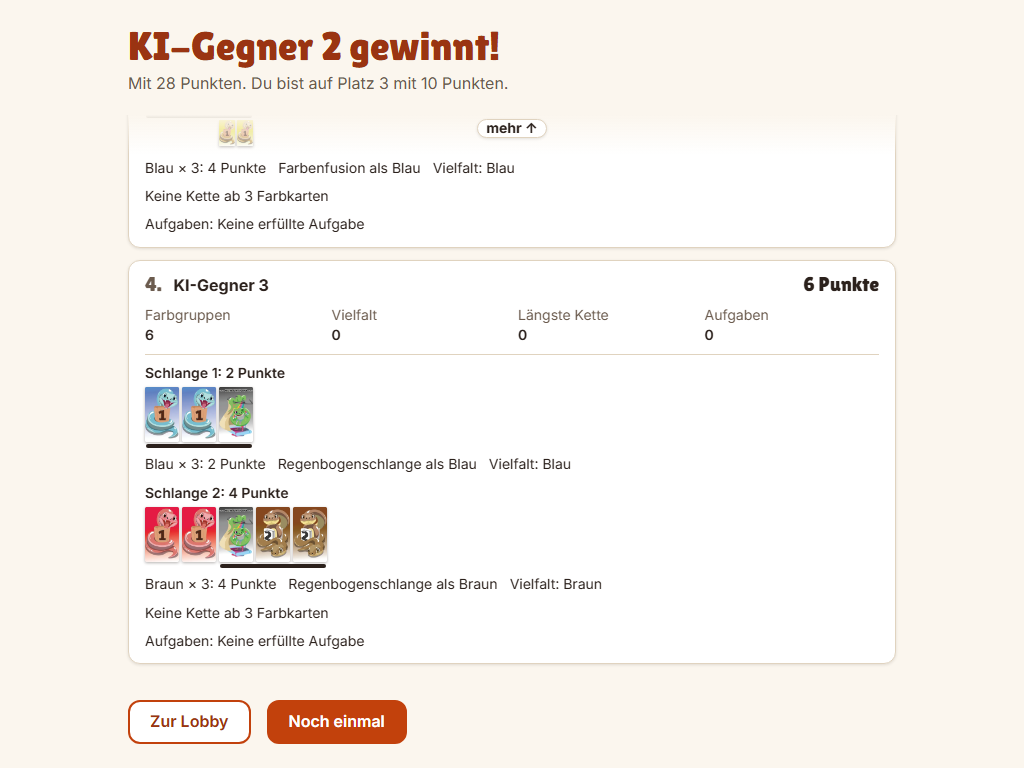 KI-Gegner 2 gewinnt!
Mit 28 Punkten. Du bist auf Platz 3 mit 10 Punkten.
mehr ↑
Blau × 3: 4 Punkte Farbenfusion als Blau Vielfalt: Blau
Keine Kette ab 3 Farbkarten
Aufgaben: Keine erfüllte Aufgabe
4. KI-Gegner 3 6 Punkte
Farbgruppen Vielfalt Längste Kette Aufgaben
6 0 0 0
Schlange 1: 2 Punkte
1 1
Blau × 3: 2 Punkte Regenbogenschlange als Blau Vielfalt: Blau
Schlange 2: 4 Punkte
1 1 2 2
Braun × 3: 4 Punkte Regenbogenschlange als Braun Vielfalt: Braun
Keine Kette ab 3 Farbkarten
Aufgaben: Keine erfüllte Aufgabe
Zur Lobby Noch einmal